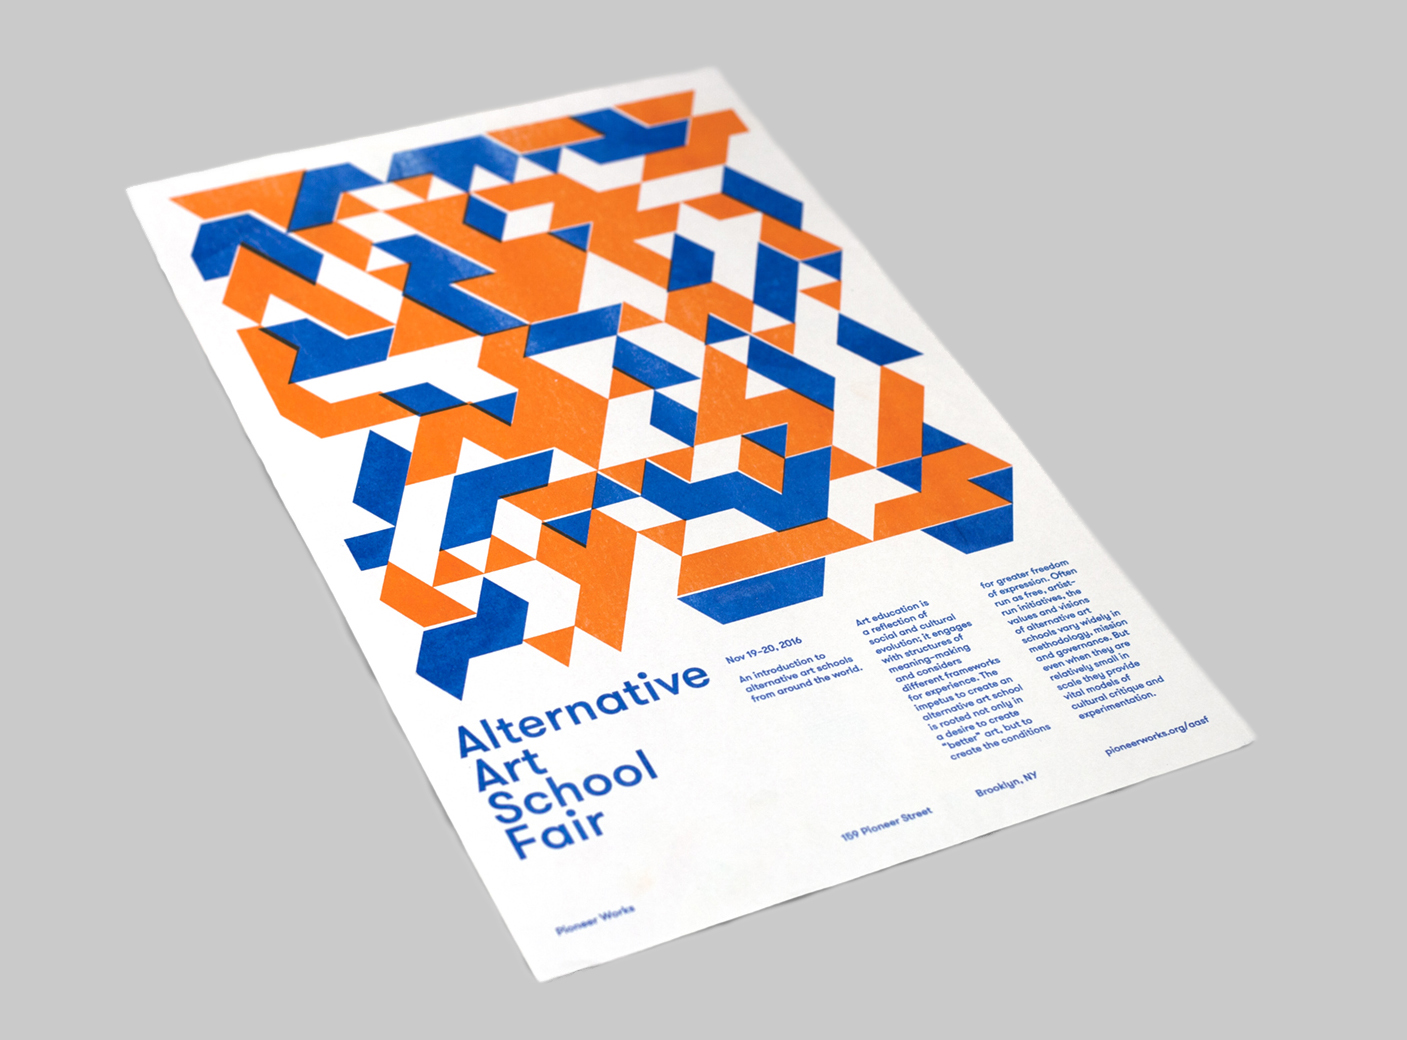 Alternative
Art
School
Fair
Nov 19–20, 2016
An introduction to
alternative art schools
from around the world.
Art education is
a reflection of
social and cultural
evolution; it engages
with structures of
meaning-making
and considers
different frameworks
for experience. The
impetus to create an
alternative art school
is rooted not only in
a desire to create
"better" art, but to
create the conditions
for greater freedom
of expression. Often
run as free, artist-
run initiatives, the
values and visions
of alternative art
schools vary widely in
methodology, mission
and governance. But
even when they are
relatively small in
scale they provide
vital models of
cultural critique and
experimentation.
Pioneer Works
159 Pioneer Street
Brooklyn, NY
pioneerworks.org/aasf